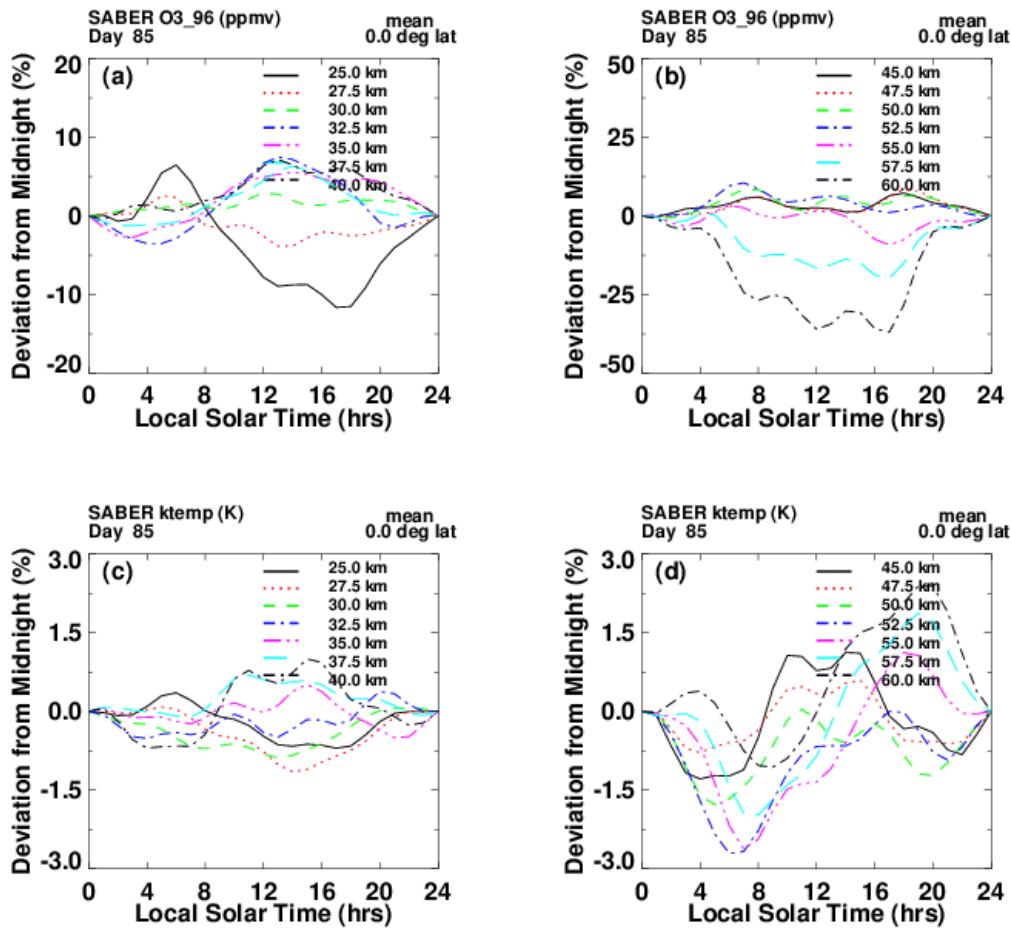 SABER O3_96 (ppmv) mean
Day 85 0.0 deg lat
Deviation from Midnight (%)
20
10
0
-10
-20
(a)
25.0 km
27.5 km
30.0 km
32.5 km
35.0 km
37.5 km
40.0 km
0 4 8 12 16 20 24
Local Solar Time (hrs)
SABER O3_96 (ppmv) mean
Day 85 0.0 deg lat
Deviation from Midnight (%)
50
25
0
-25
-50
(b)
45.0 km
47.5 km
50.0 km
52.5 km
55.0 km
57.5 km
60.0 km
0 4 8 12 16 20 24
Local Solar Time (hrs)
SABER ktemp (K) mean
Day 85 0.0 deg lat
Deviation from Midnight (%)
3.0
1.5
0.0
-1.5
-3.0
(c)
25.0 km
27.5 km
30.0 km
32.5 km
35.0 km
37.5 km
40.0 km
0 4 8 12 16 20 24
Local Solar Time (hrs)
SABER ktemp (K) mean
Day 85 0.0 deg lat
Deviation from Midnight (%)
3.0
1.5
0.0
-1.5
-3.0
(d)
45.0 km
47.5 km
50.0 km
52.5 km
55.0 km
57.5 km
60.0 km
0 4 8 12 16 20 24
Local Solar Time (hrs)